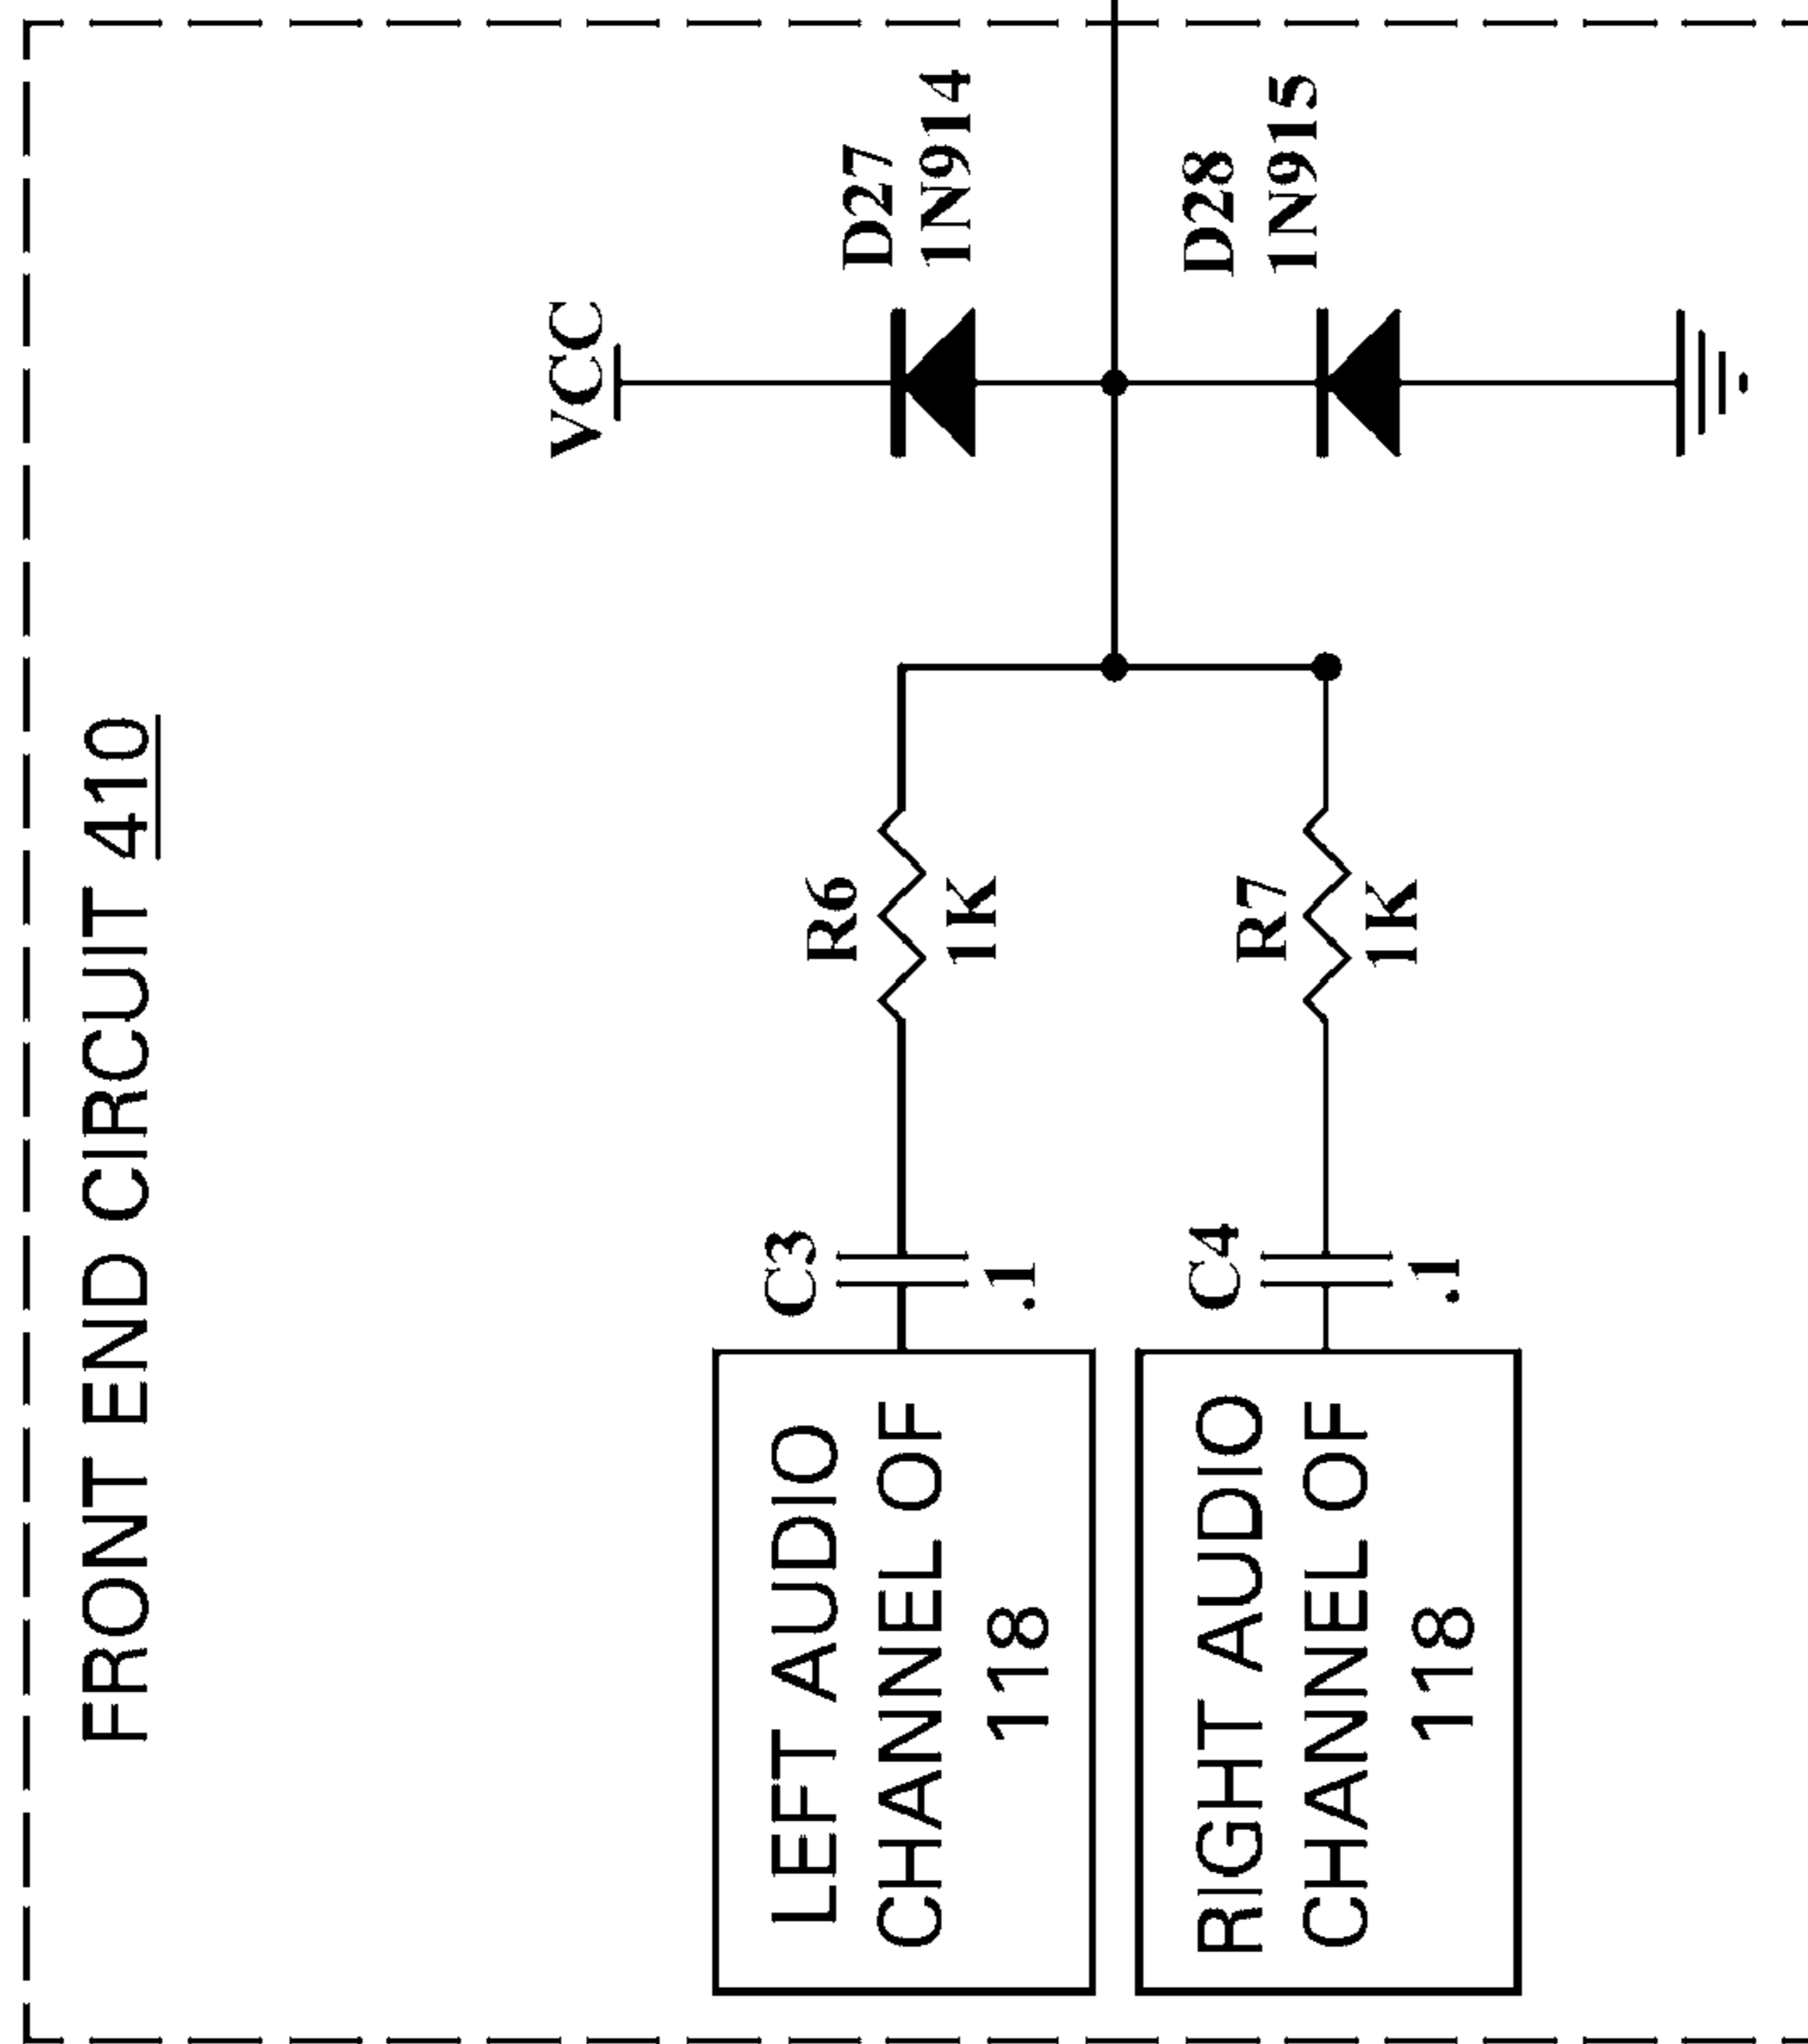 FRONT END CIRCUIT 410
VCC
D27
1N914
D28
1N915
R6
1K
R7
1K
C3
.1
C4
.1
LEFT AUDIO
CHANNEL OF
118
RIGHT AUDIO
CHANNEL OF
118